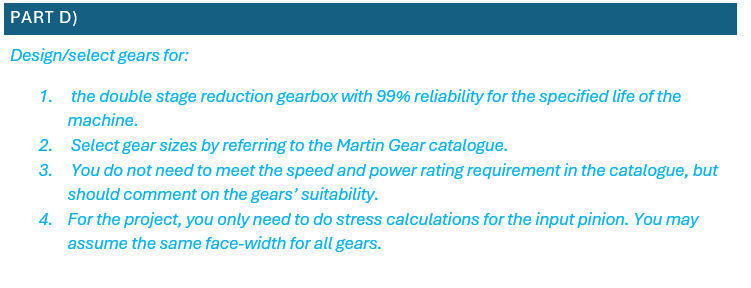 PART D)
Design/select gears for:
1. the double stage reduction gearbox with 99% reliability for the specified life of the
machine.
2. Select gear sizes by referring to the Martin Gear catalogue.
3. You do not need to meet the speed and power rating requirement in the catalogue, but
should comment on the gears’ suitability.
4. For the project, you only need to do stress calculations for the input pinion. You may
assume the same face-width for all gears.